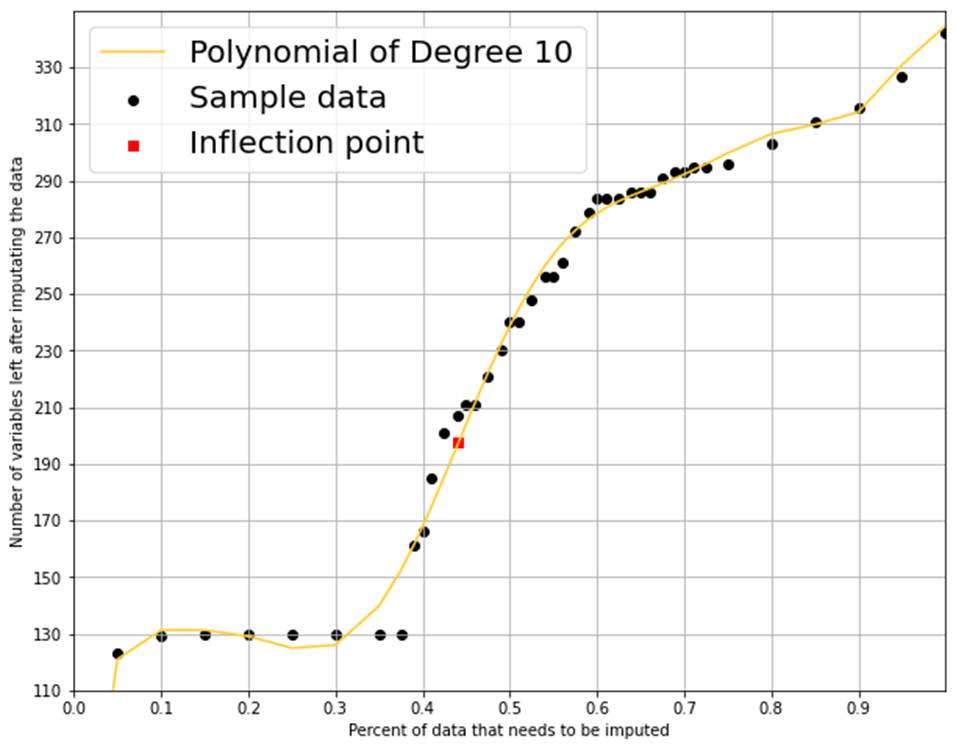 Polynomial of Degree 10
Sample data
Inflection point
330
310
290
270
250
230
210
190
170
150
130
110
0.0 0.1 0.2 0.3 0.4 0.5 0.6 0.7 0.8 0.9
Percent of data that needs to be imputed
Number of variables left after imputating the data